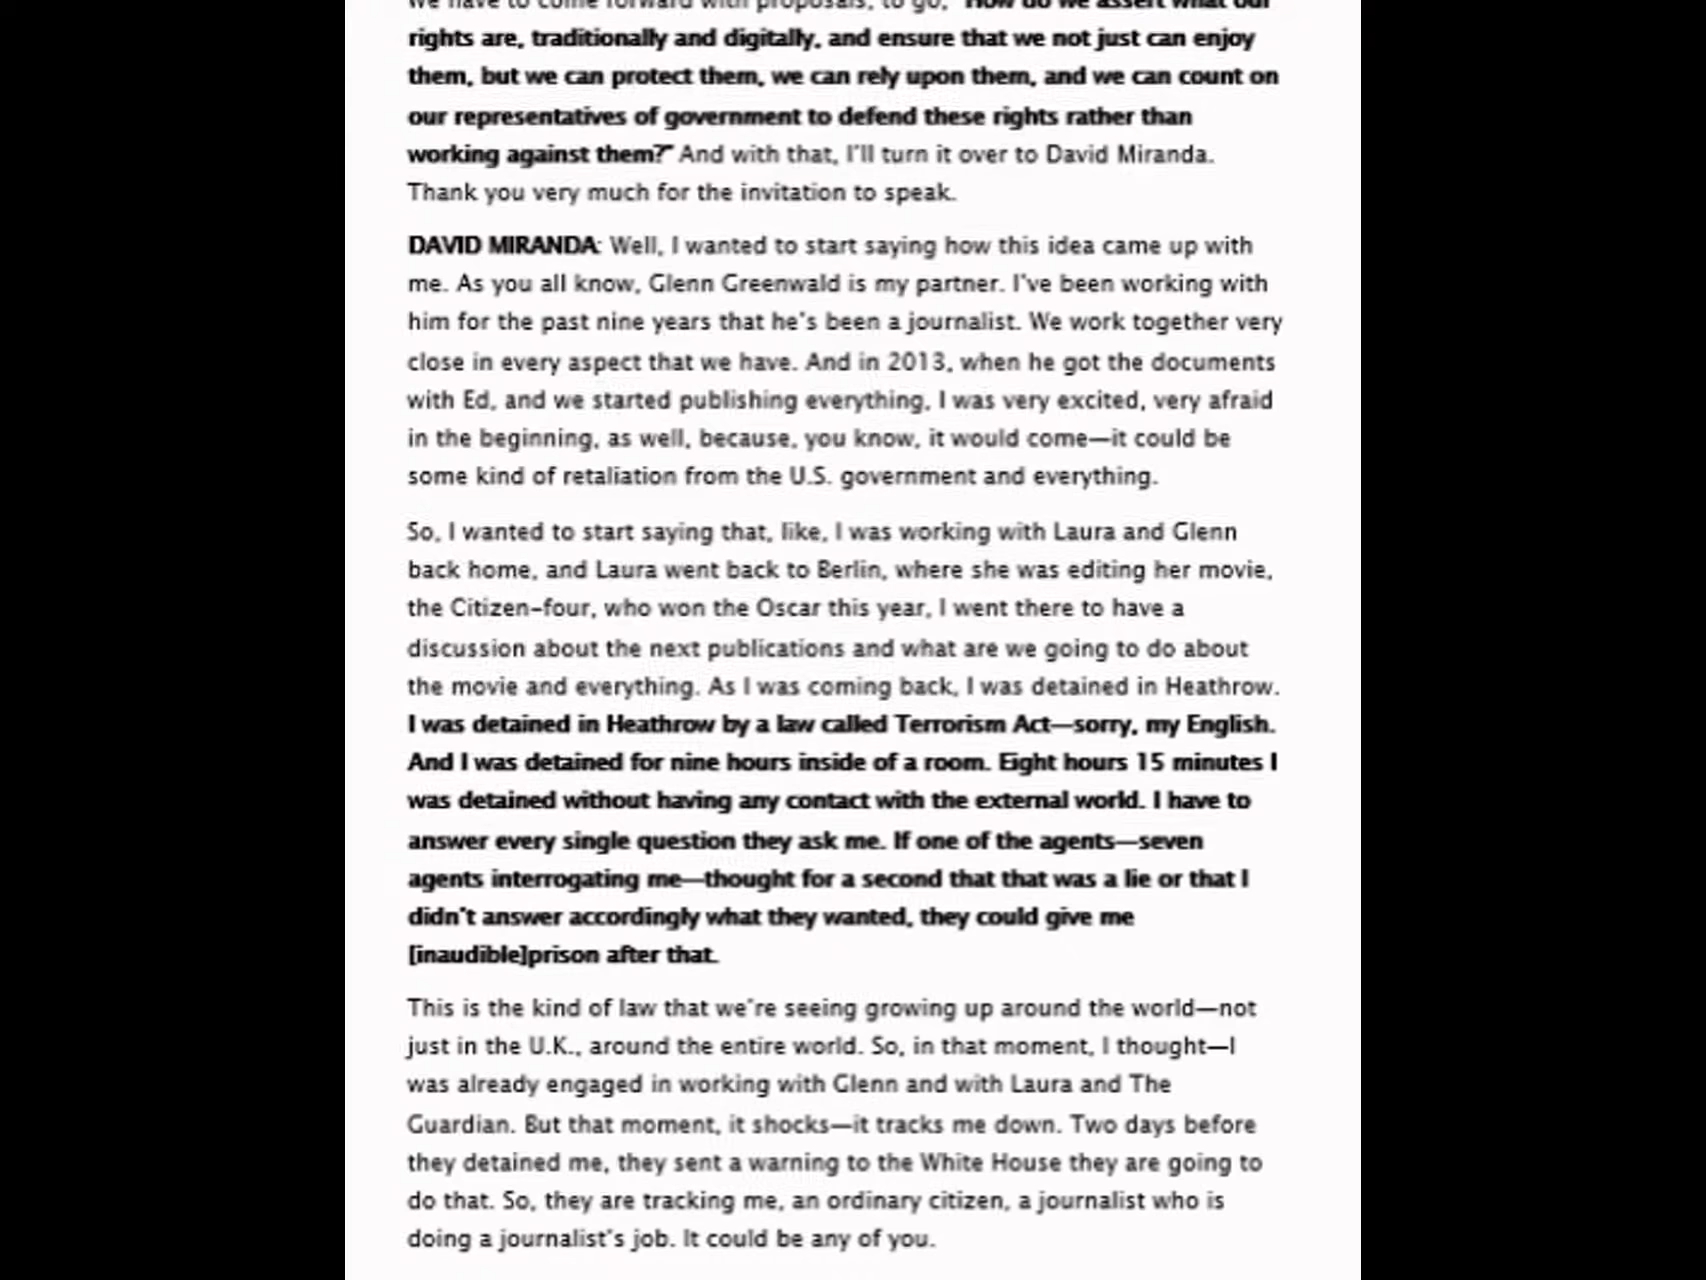 We have to come forward with proposals, to go, "How do we assert what our
rights are, traditionally and digitally, and ensure that we not just can enjoy
them, but we can protect them, we can rely upon them, and we can count on
our representatives of government to defend these rights rather than
working against them?" And with that, I'll turn it over to David Miranda.
Thank you very much for the invitation to speak.
DAVID MIRANDA: Well, I wanted to start saying how this idea came up with
me. As you all know, Glenn Greenwald is my partner. I've been working with
him for the past nine years that he's been a journalist. We work together very
close in every aspect that we have. And in 2013, when he got the documents
with Ed, and we started publishing everything, I was very excited, very afraid
in the beginning, as well, because, you know, it would come—it could be
some kind of retaliation from the U.S. government and everything.
So, I wanted to start saying that, like, I was working with Laura and Glenn
back home, and Laura went back to Berlin, where she was editing her movie,
the Citizen-four, who won the Oscar this year, I went there to have a
discussion about the next publications and what are we going to do about
the movie and everything. As I was coming back, I was detained in Heathrow.
I was detained in Heathrow by a law called Terrorism Act—sorry, my English.
And I was detained for nine hours inside of a room. Eight hours 15 minutes I
was detained without having any contact with the external world. I have to
answer every single question they ask me. If one of the agents—seven
agents interrogating me—thought for a second that that was a lie or that I
didn't answer accordingly what they wanted, they could give me
[inaudible]prison after that.
This is the kind of law that we're seeing growing up around the world—not
just in the U.K., around the entire world. So, in that moment, I thought—I
was already engaged in working with Glenn and with Laura and The
Guardian. But that moment, it shocks—it tracks me down. Two days before
they detained me, they sent a warning to the White House they are going to
do that. So, they are tracking me, an ordinary citizen, a journalist who is
doing a journalist's job. It could be any of you.